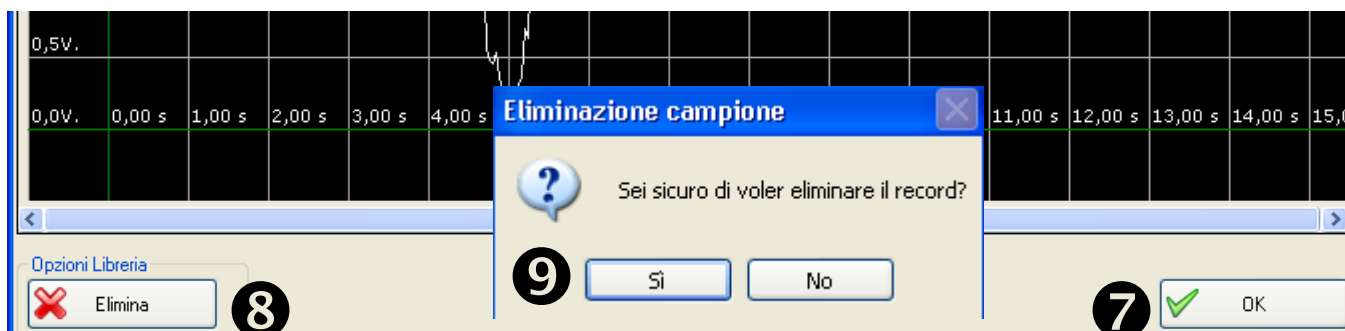 0,5V.
0,0V. 0,00 s 1,00 s 2,00 s 3,00 s 4,00 s 11,00 s 12,00 s 13,00 s 14,00 s 15,0
Eliminazione campione
?
Sei sicuro di voler eliminare il record?
Opzioni Libreria
9 Sì No
Elimina 8 7 OK